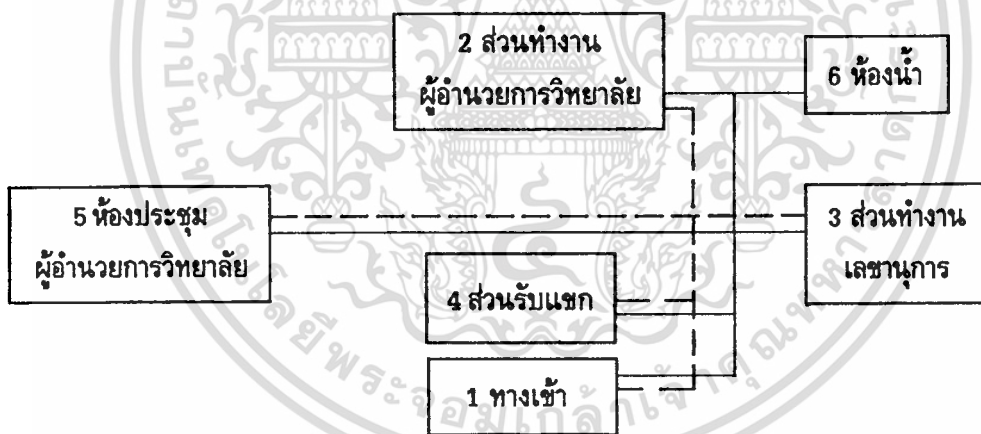 2 ส่วนทำงาน
ผู้อำนวยการวิทยาลัย
6 ห้องน้ำ
5 ห้องประชุม
ผู้อำนวยการวิทยาลัย
3 ส่วนทำงาน
เลขานุการ
4 ส่วนรับแขก
1 ทางเข้า